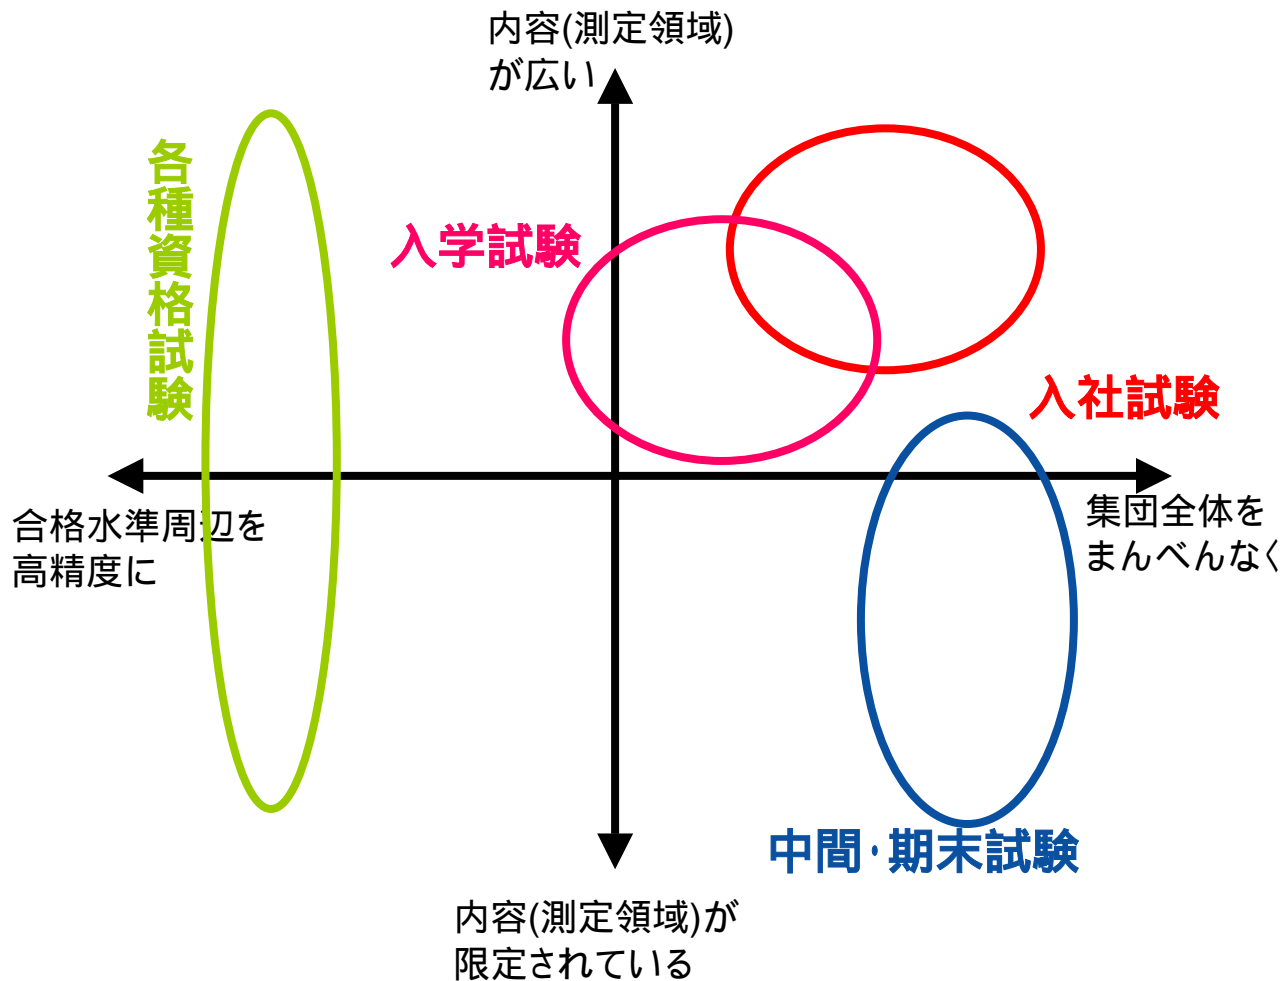 内容(測定領域)
が広い
各種資格試験
入学試験
入社試験
合格水準周辺を
高精度に
集団全体を
まんべんなく
中間・期末試験
内容(測定領域)が
限定されている